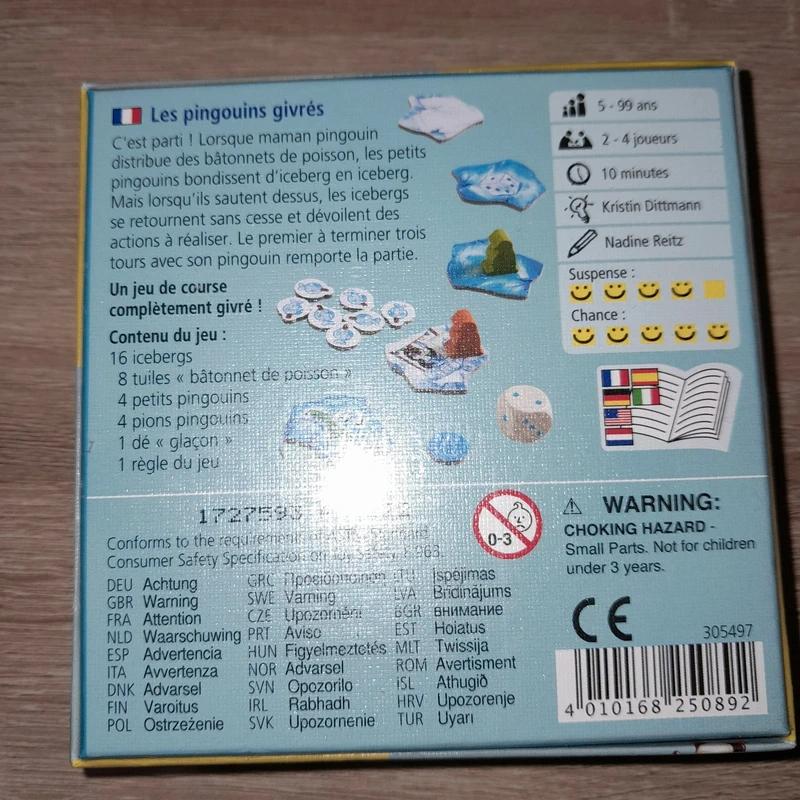 Les pingouins givrés
C'est parti ! Lorsque maman pingouin
distribue des bâtonnets de poisson, les petits
pingouins bondissent d'iceberg en iceberg.
Mais lorsqu'ils sautent dessus, les icebergs
se retournent sans cesse et dévoilent des
actions à réaliser. Le premier à terminer trois
tours avec son pingouin remporte la partie.
Un jeu de course
complètement givré !
Contenu du jeu :
16 icebergs
8 tuiles « bâtonnet de poisson »
4 petits pingouins
4 pions pingouins
1 dé « glaçon »
1 règle du jeu
5 - 99 ans
2 - 4 joueurs
10 minutes
Kristin Dittmann
Nadine Reitz
Suspense :
Chance :
1727593
Conforms to the requirements of
Consumer Safety Specification on 963.
0-3
WARNING:
CHOKING HAZARD -
Small Parts. Not for children
under 3 years.
DEU Achtung
GBR Warning
FRA Attention
NLD Waarschuwing
ESP Advertencia
ITA Avvertenza
DNK Advarsel
FIN Varoitus
POL Ostrzeżenie
GRC Προειδοποίηση
SWE Varning
CZE Upozornění
PRT Aviso
HUN Figyelmeztetés
NOR Advarsel
SVN Opozorilo
IRL Rabhadh
SVK Upozornenie
LTU Įspėjimas
LVA Brīdinājums
BGR внимание
EST Hoiatus
MLT Twissija
ROM Avertisment
ISL Athugið
HRV Upozorenje
TUR Uyarı
CE
305497
4 010168 250892